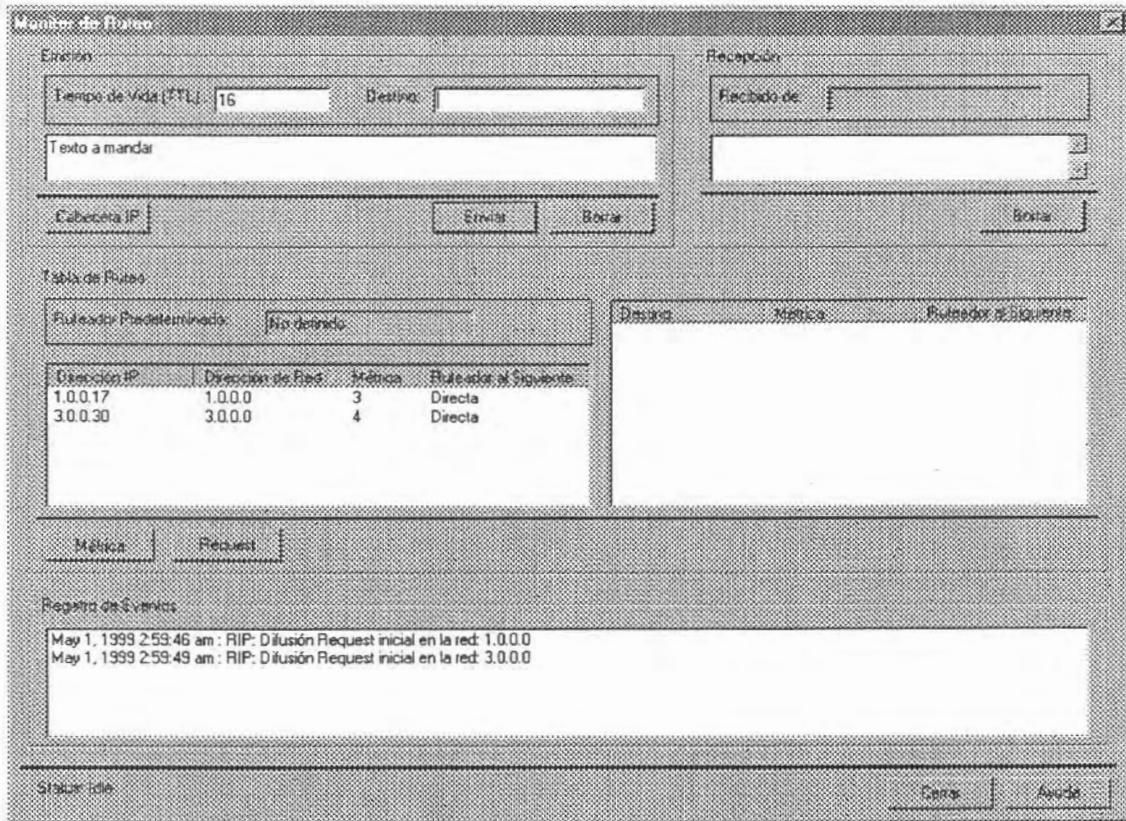 Monitor de Ruteo
Emisión
Tiempo de Vida (TTL): 16 Destino:
Texto a mandar
Cabecera IP Enviar Borrar
Recepción
Recibido de:
Borrar
Tabla de Ruteo
Ruteador Predeterminado: No definido
Dirección IP Dirección de Red Métrica Ruteador al Siguiente
1.0.0.17 1.0.0.0 3 Directa
3.0.0.30 3.0.0.0 4 Directa
Destino Métrica Ruteador al Siguiente
Métrica Request
Registro de Eventos
May 1, 1999 2:59:46 am : RIP: Difusión Request inicial en la red: 1.0.0.0
May 1, 1999 2:59:49 am : RIP: Difusión Request inicial en la red: 3.0.0.0
Status: Idle
Cerrar Ayuda